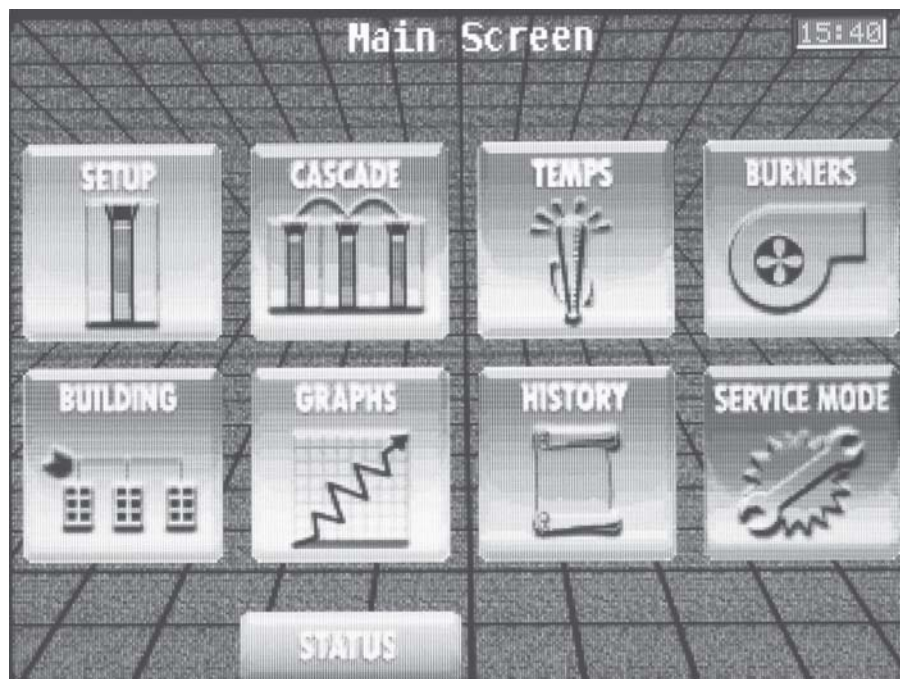 Main Screen
15:40
SETUP
CASCADE
TEMPS
BURNERS
BUILDING
GRAPHS
HISTORY
SERVICE MODE
STATUS